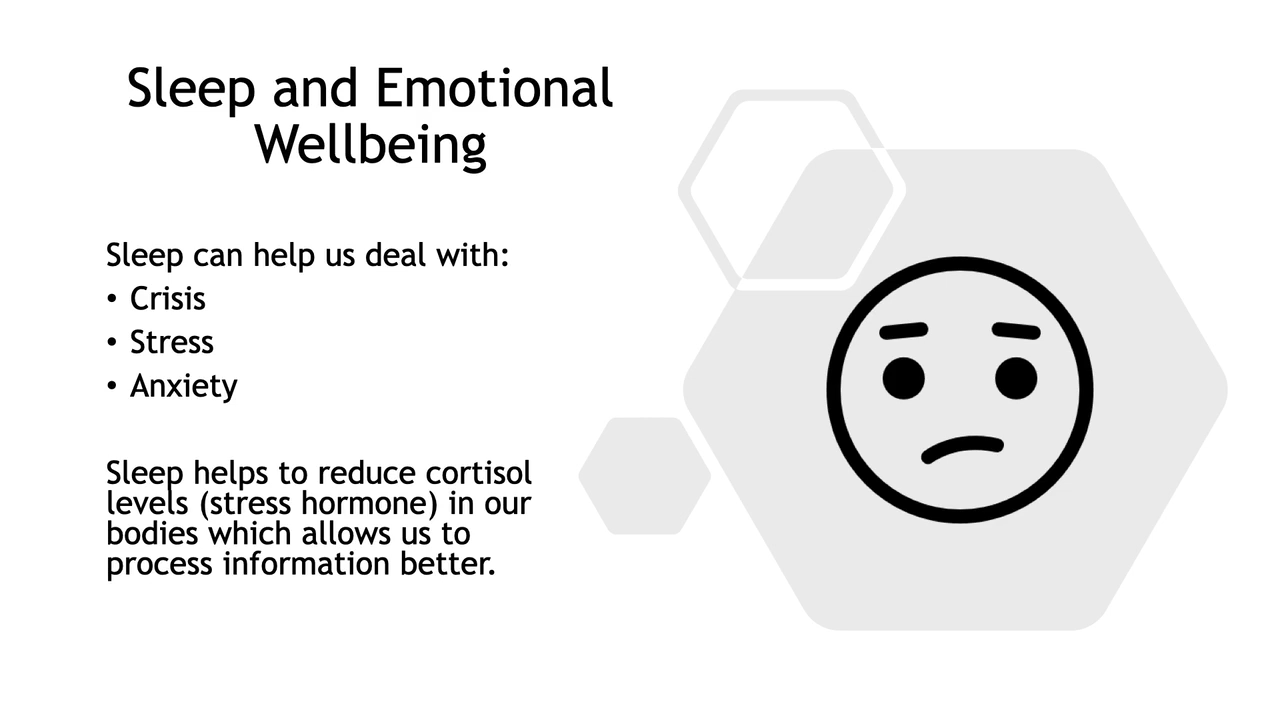 Sleep and Emotional
Wellbeing
Sleep can help us deal with:
• Crisis
• Stress
• Anxiety
Sleep helps to reduce cortisol
levels (stress hormone) in our
bodies which allows us to
process information better.